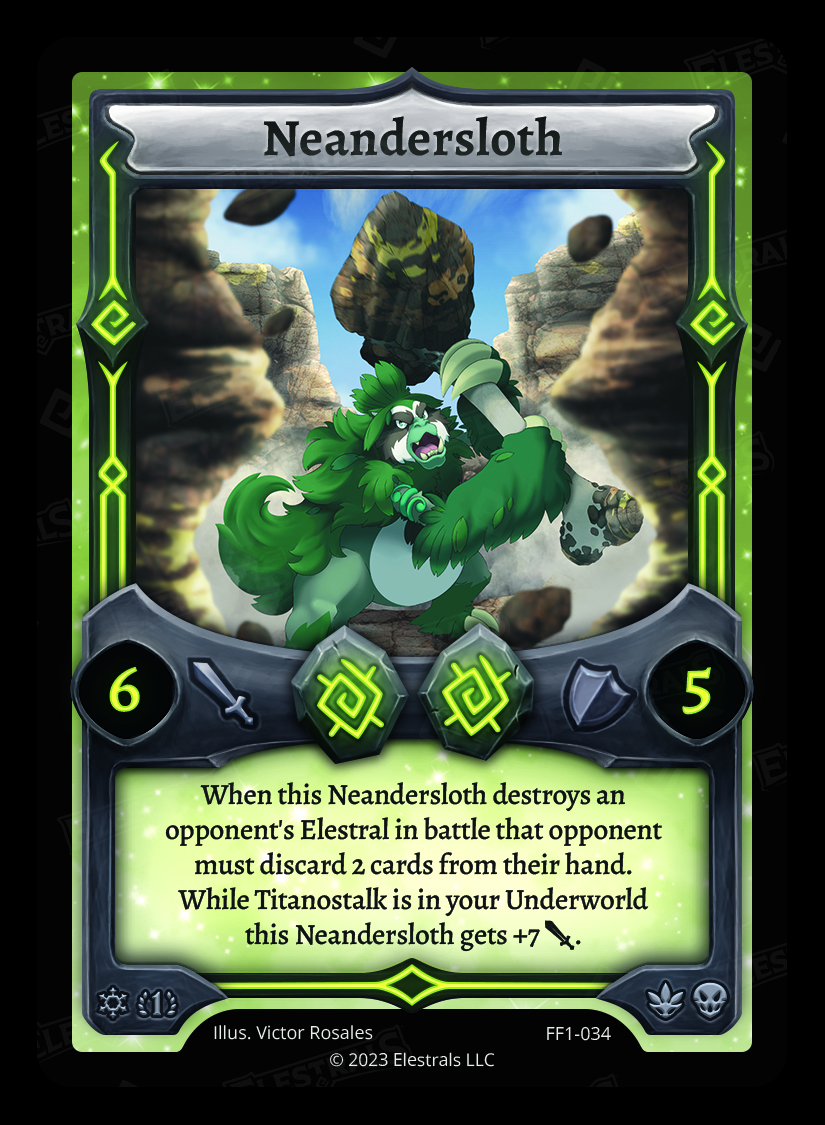 Neandersloth
6
5
When this Neandersloth destroys an
opponent's Elestral in battle that opponent
must discard 2 cards from their hand.
While Titanostalk is in your Underworld
this Neandersloth gets +7 .
1
Illus. Victor Rosales
FF1-034
© 2023 Elestrals LLC